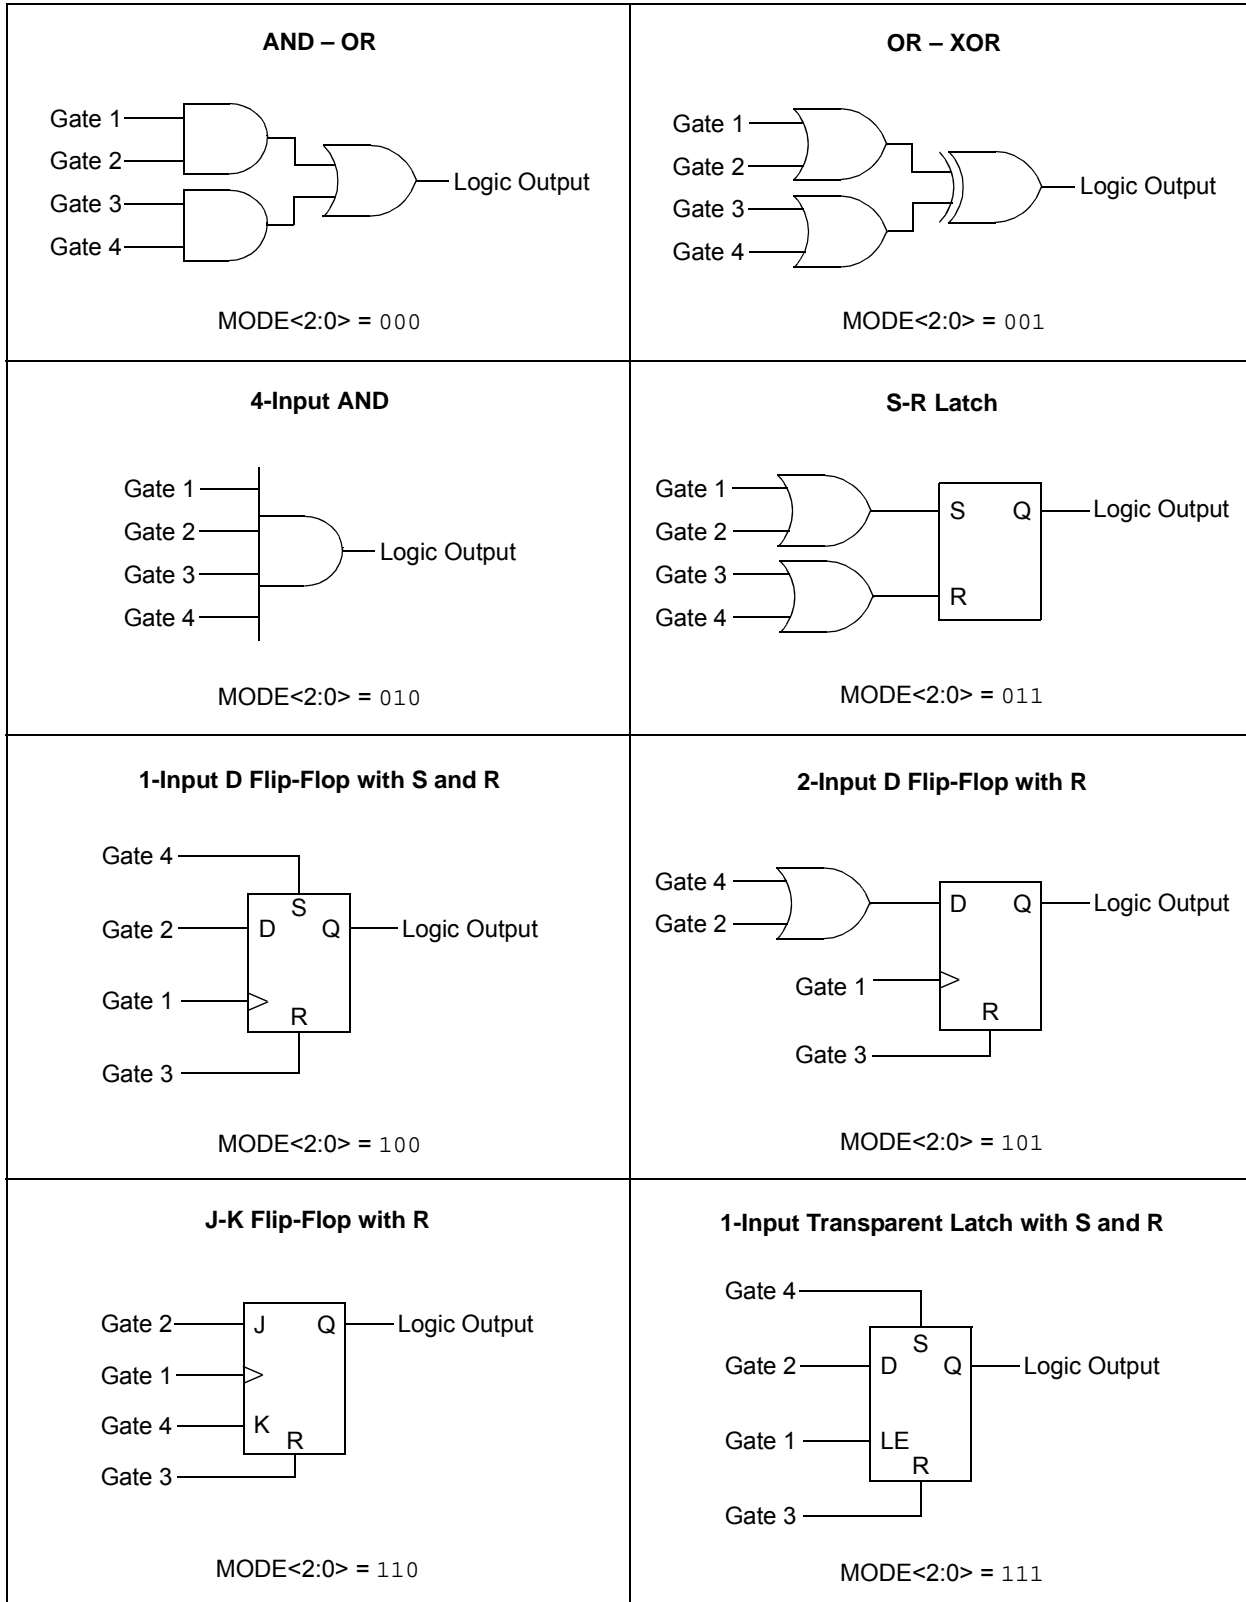 AND – OR
Gate 1
Gate 2
Gate 3
Gate 4
Logic Output
MODE<2:0> = 000
OR – XOR
Gate 1
Gate 2
Gate 3
Gate 4
Logic Output
MODE<2:0> = 001
4-Input AND
Gate 1
Gate 2
Gate 3
Gate 4
Logic Output
MODE<2:0> = 010
S-R Latch
Gate 1
Gate 2
Gate 3
Gate 4
S Q
R
Logic Output
MODE<2:0> = 011
1-Input D Flip-Flop with S and R
Gate 4
Gate 2
Gate 1
Gate 3
S
D Q
R
Logic Output
MODE<2:0> = 100
2-Input D Flip-Flop with R
Gate 4
Gate 2
Gate 1
Gate 3
D Q
R
Logic Output
MODE<2:0> = 101
J-K Flip-Flop with R
Gate 2
Gate 1
Gate 4
Gate 3
J Q
K
R
Logic Output
MODE<2:0> = 110
1-Input Transparent Latch with S and R
Gate 4
Gate 2
Gate 1
Gate 3
S
D Q
LE
R
Logic Output
MODE<2:0> = 111